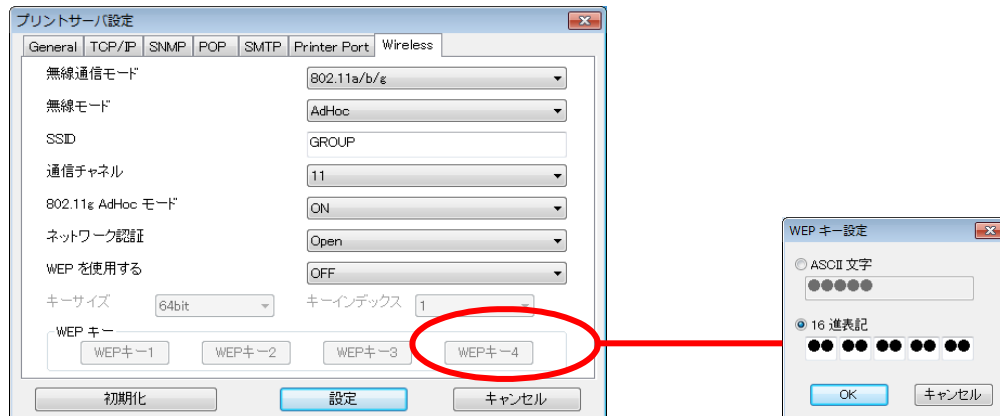 プリントサーバ設定
General TCP/IP SNMP POP SMTP Printer Port Wireless
無線通信モード 802.11a/b/g
無線モード AdHoc
SSID GROUP
通信チャネル 11
802.11g AdHoc モード ON
ネットワーク認証 Open
WEP を使用する OFF
キーサイズ 64bit キーインデックス 1
WEP キー
WEPキー1 WEPキー2 WEPキー3 WEPキー4
初期化 設定 キャンセル
WEP キー設定
ASCII 文字
●●●●●
16 進表記
●● ●● ●● ●● ●●
OK キャンセル